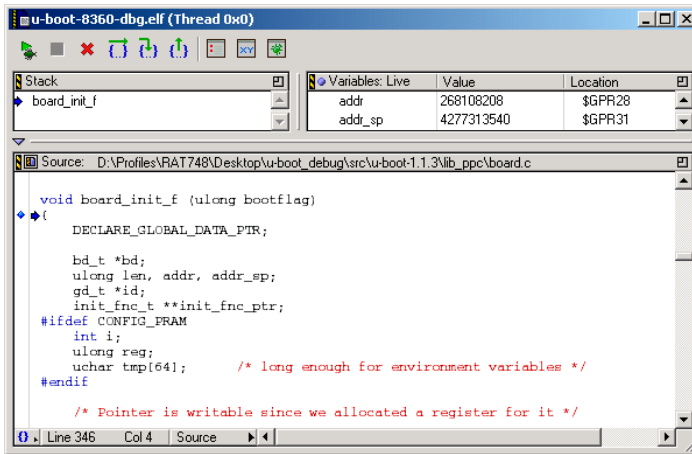 u-boot-8360-dbg.elf (Thread 0x0)
Stack
board_init_f
Variables: Live Value Location
addr 268108208 $GPR28
addr_sp 4277313540 $GPR31
Source: D:\Profiles\RAT748\Desktop\u-boot_debug\src\u-boot-1.1.3\lib_ppc\board.c
void board_init_f (ulong bootflag)
{
DECLARE_GLOBAL_DATA_PTR;
bd_t *bd;
ulong len, addr, addr_sp;
gd_t *id;
init_fnc_t **init_fnc_ptr;
#ifdef CONFIG_PRAM
int i;
ulong reg;
uchar tmp[64]; /* long enough for environment variables */
#endif
/* Pointer is writable since we allocated a register for it */
Line 346 Col 4 Source